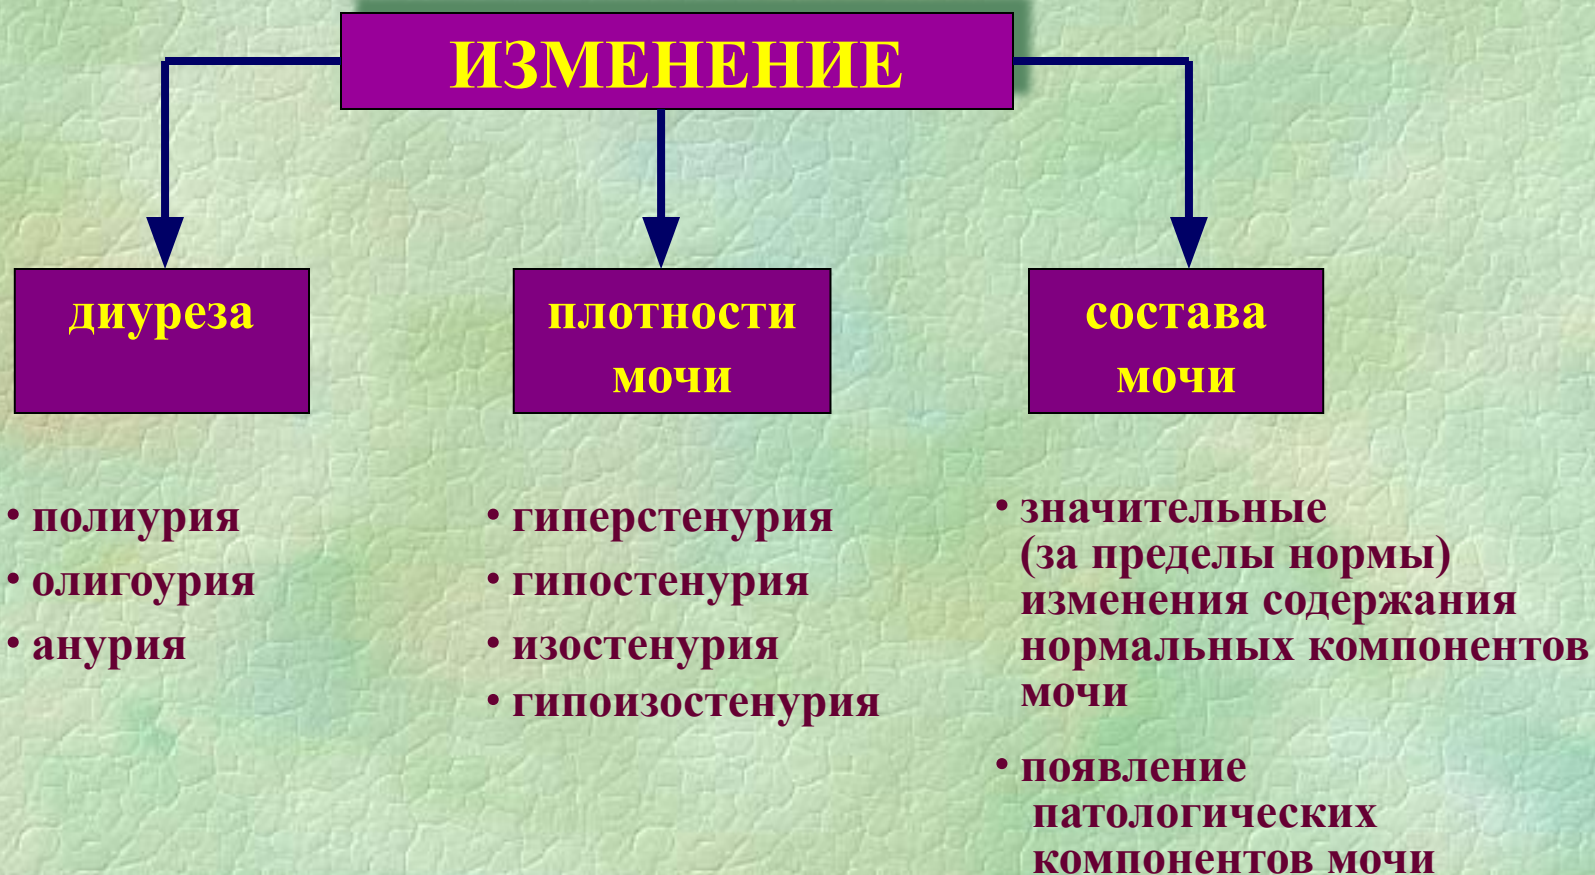 ИЗМЕНЕНИЕ
диуреза
плотности
мочи
состава
мочи
• полиурия
• олигоурия
• анурия
• гиперстенурия
• гипостенурия
• изостенурия
• гипоизостенурия
• значительные
(за пределы нормы)
изменения содержания
нормальных компонентов
мочи
• появление
патологических
компонентов мочи